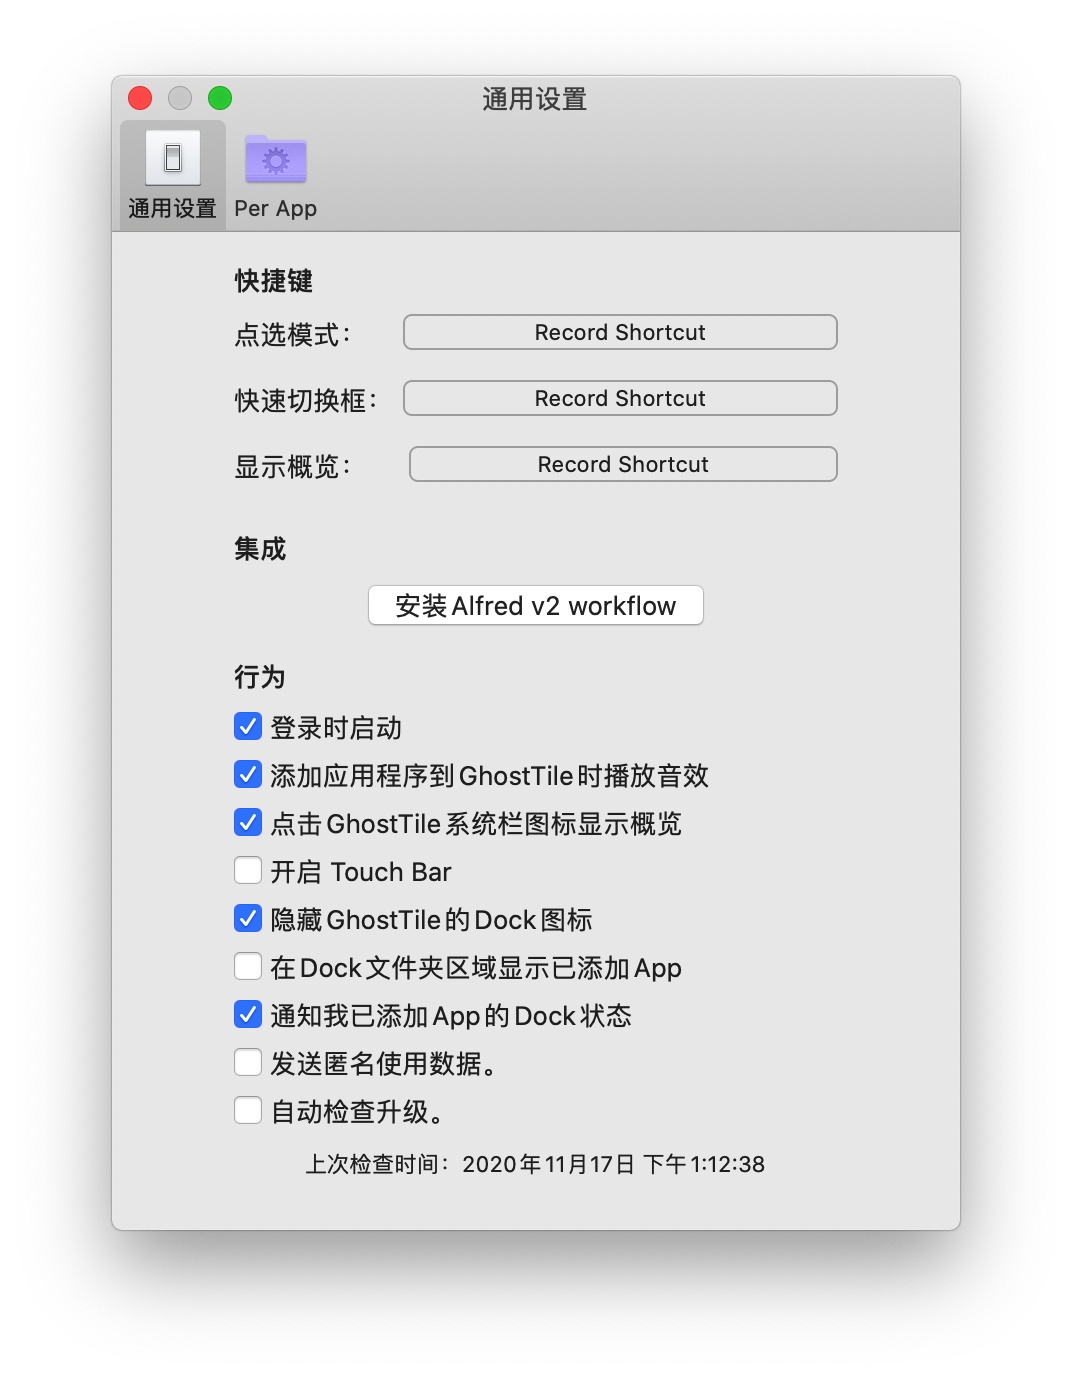 通用设置
通用设置
Per App
快捷键
点选模式：
Record Shortcut
快速切换框：
Record Shortcut
显示概览：
Record Shortcut
集成
安装Alfred v2 workflow
行为
登录时启动
添加应用程序到GhostTile时播放音效
点击GhostTile系统栏图标显示概览
开启 Touch Bar
隐藏GhostTile的Dock图标
在Dock文件夹区域显示已添加App
通知我已添加App的Dock状态
发送匿名使用数据。
自动检查升级。
上次检查时间：2020年11月17日 下午1:12:38